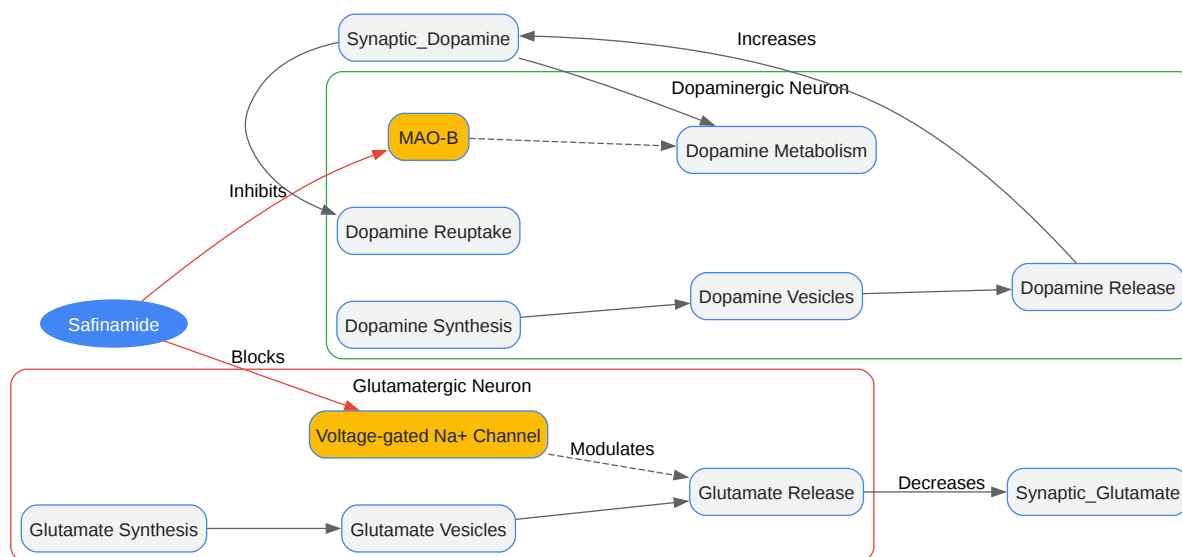 Synaptic_Dopamine
Increases
Dopaminergic Neuron
MAO-B
Dopamine Metabolism
Inhibits
Dopamine Reuptake
Dopamine Vesicles
Dopamine Release
Safinamide
Dopamine Synthesis
Blocks
Glutamatergic Neuron
Voltage-gated Na+ Channel
Modulates
Glutamate Release
Decreases
Synaptic_Glutamate
Glutamate Synthesis
Glutamate Vesicles